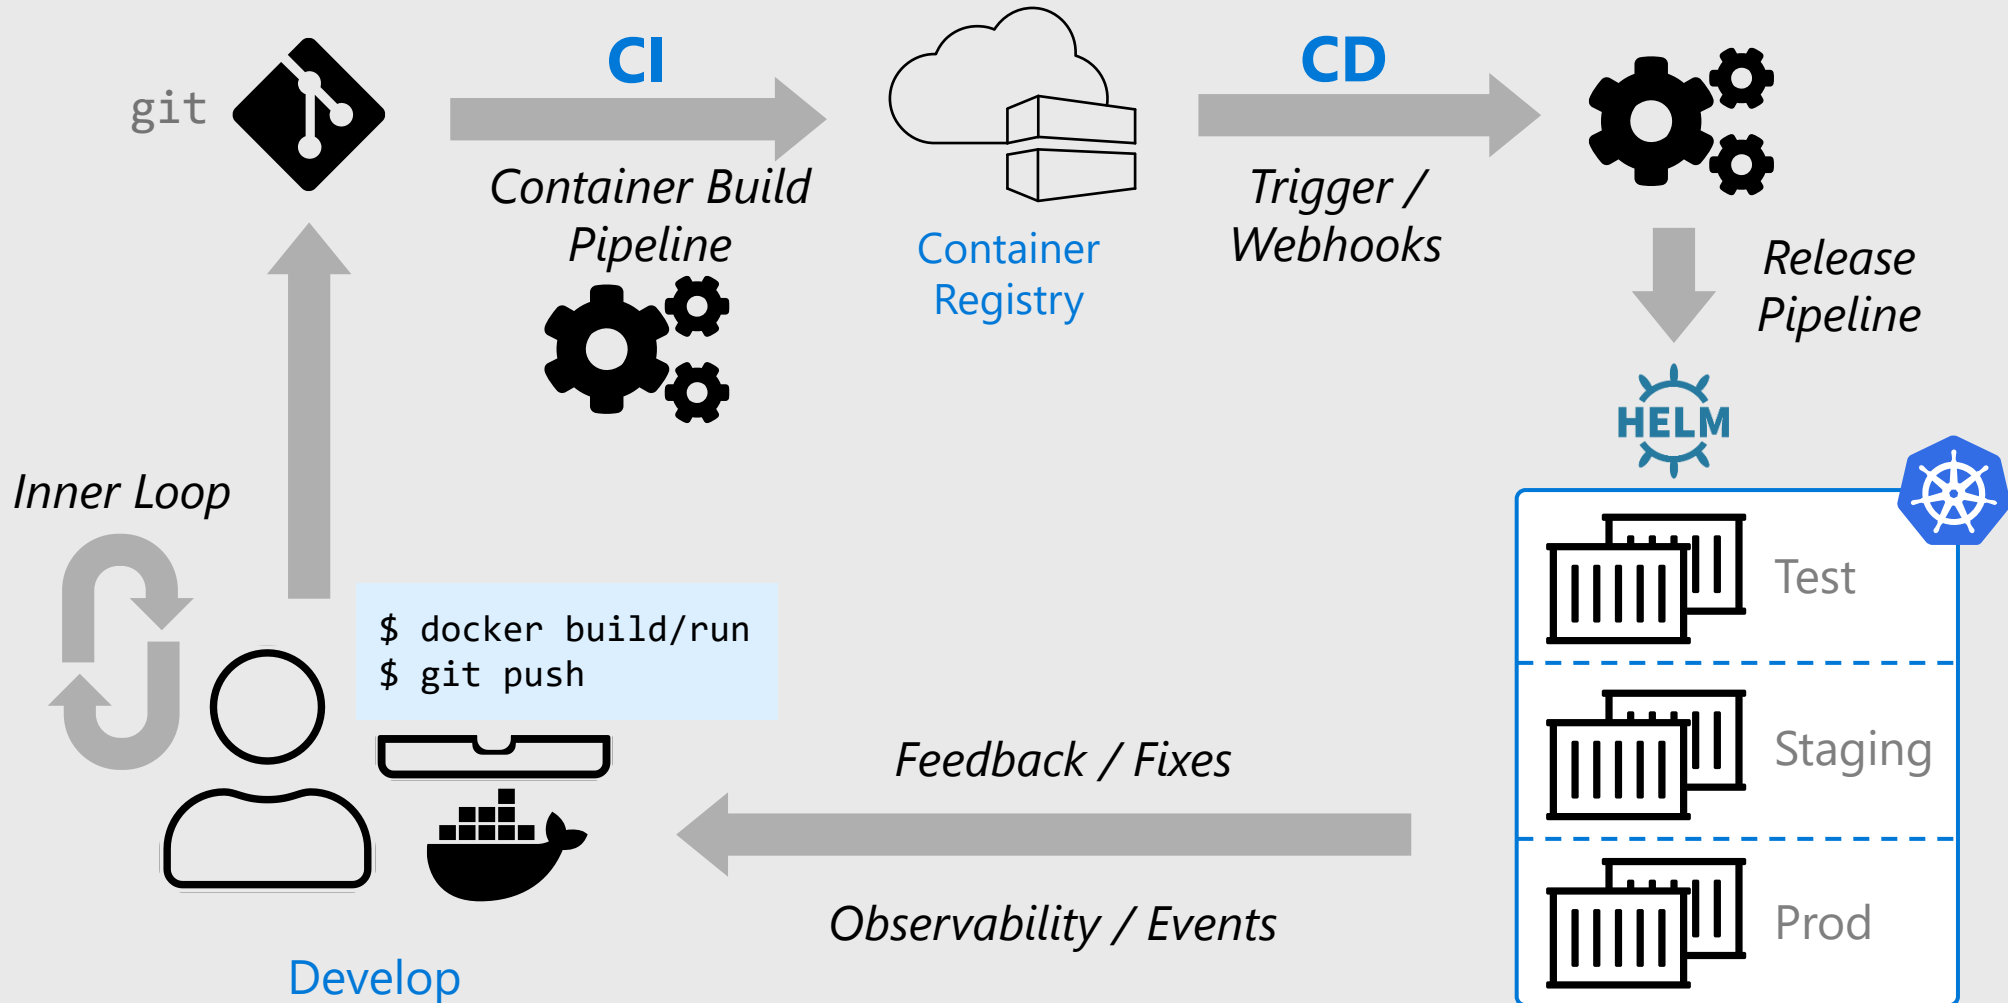 git
CI
Container Build
Pipeline
Container
Registry
CD
Trigger /
Webhooks
Release
Pipeline
HELM
Inner Loop
$ docker build/run
$ git push
Develop
Feedback / Fixes
Observability / Events
Test
Staging
Prod